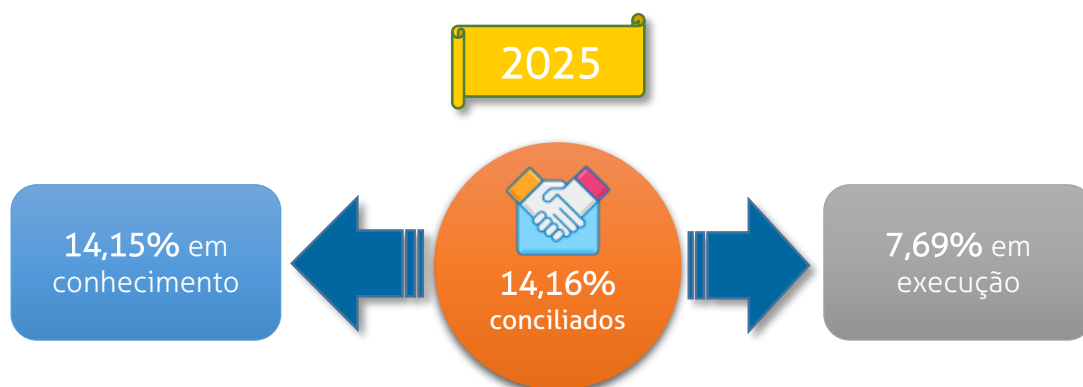 2025
14,15% em
conhecimento
14,16%
conciliados
7,69% em
execução